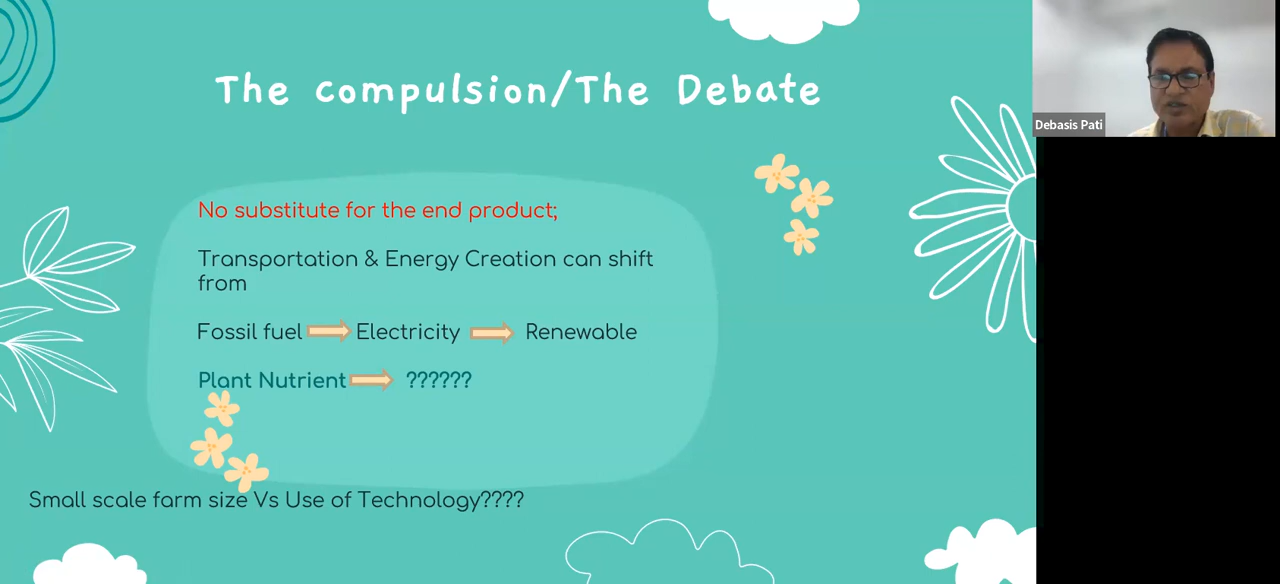 The compulsion/The Debate
Debasis Pati
No substitute for the end product;
Transportation & Energy Creation can shift
from
Fossil fuel Electricity Renewable
Plant Nutrient ??????
Small scale farm size Vs Use of Technology????